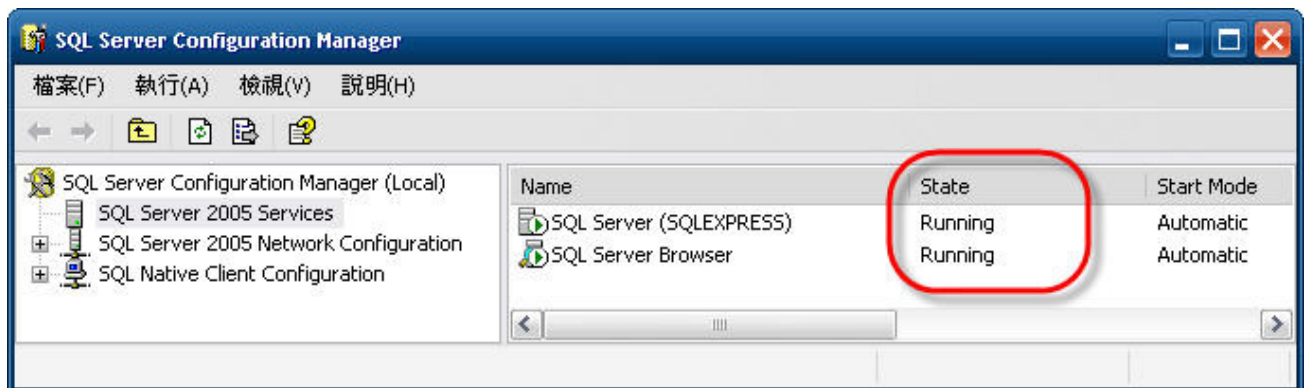 SQL Server Configuration Manager
檔案(F) 執行(A) 檢視(V) 說明(H)
SQL Server Configuration Manager (Local)
SQL Server 2005 Services
SQL Server 2005 Network Configuration
SQL Native Client Configuration
Name State Start Mode
SQL Server (SQLEXPRESS) Running Automatic
SQL Server Browser Running Automatic